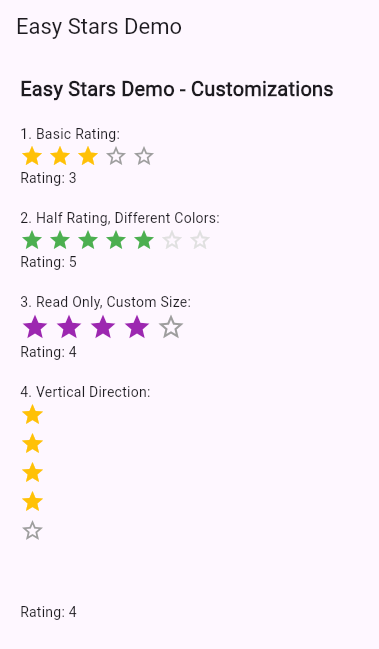 Easy Stars Demo
Easy Stars Demo - Customizations
1. Basic Rating:
Rating: 3
2. Half Rating, Different Colors:
Rating: 5
3. Read Only, Custom Size:
Rating: 4
4. Vertical Direction:
Rating: 4